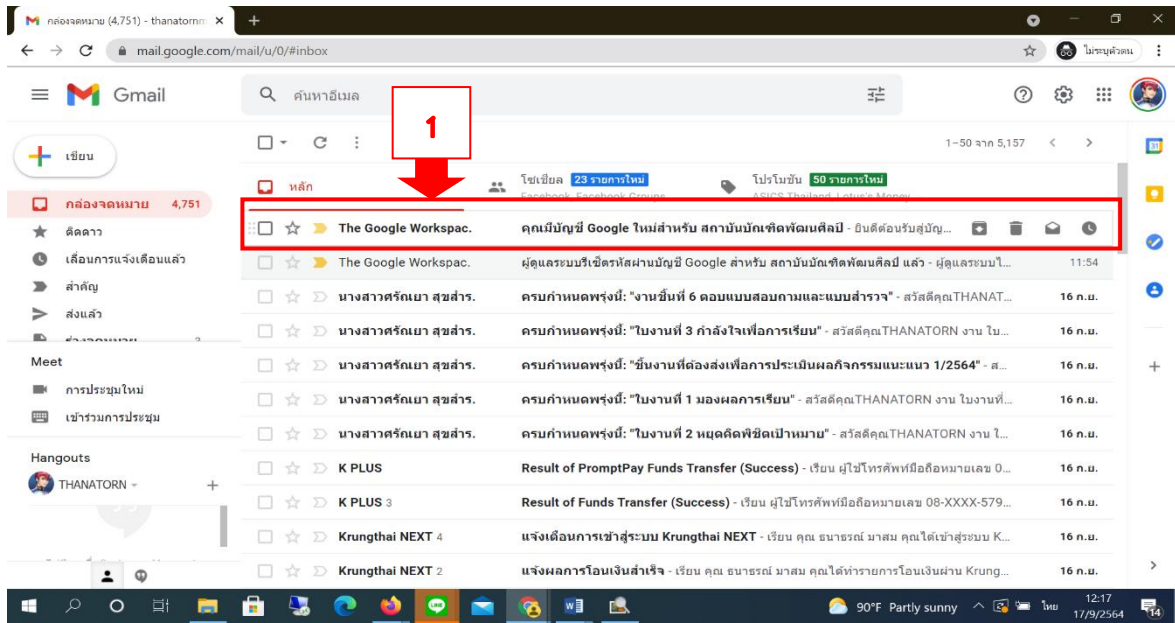 กล่องจดหมาย (4,751) - thanatornm
mail.google.com/mail/u/0/#inbox
ไม่ระบุตัวตน
Gmail
ค้นหาอีเมล
1
เขียน
1–50 จาก 5,157
หลัก
โซเชียล 23 รายการใหม่
Facebook, Facebook Groups
โปรโมชัน 50 รายการใหม่
ASICS Thailand, Lotus's Money
กล่องจดหมาย 4,751
ติดดาว
เลื่อนการแจ้งเตือนแล้ว
สำคัญ
ส่งแล้ว
Meet
การประชุมใหม่
เข้าร่วมการประชุม
Hangouts
THANATORN
The Google Workspac. คุณมีบัญชี Google ใหม่สำหรับ สถาบันบัณฑิตพัฒนศิลป์ - ยินดีต้อนรับสู่บัญ...
The Google Workspac. ผู้ดูแลระบบรีเซ็ตรหัสผ่านบัญชี Google สำหรับ สถาบันบัณฑิตพัฒนศิลป์ แล้ว - ผู้ดูแลระบบไ... 11:54
นางสาวศรัณยา สุขสำร. ครบกำหนดพรุ่งนี้: "งานชิ้นที่ 6 ตอบแบบสอบถามและแบบสำรวจ" - สวัสดีคุณTHANAT... 16 ก.ย.
นางสาวศรัณยา สุขสำร. ครบกำหนดพรุ่งนี้: "ใบงานที่ 3 กำลังใจเพื่อการเรียน" - สวัสดีคุณTHANATORN งาน ใบ... 16 ก.ย.
นางสาวศรัณยา สุขสำร. ครบกำหนดพรุ่งนี้: "ชิ้นงานที่ต้องส่งเพื่อการประเมินผลกิจกรรมแนะแนว 1/2564" - ส... 16 ก.ย.
นางสาวศรัณยา สุขสำร. ครบกำหนดพรุ่งนี้: "ใบงานที่ 1 มองผลการเรียน" - สวัสดีคุณTHANATORN งาน ใบงานที่... 16 ก.ย.
นางสาวศรัณยา สุขสำร. ครบกำหนดพรุ่งนี้: "ใบงานที่ 2 หยุดคิดพิชิตเป้าหมาย" - สวัสดีคุณTHANATORN งาน ใ... 16 ก.ย.
K PLUS Result of PromptPay Funds Transfer (Success) - เรียน ผู้ใช้โทรศัพท์มือถือหมายเลข 0... 16 ก.ย.
K PLUS 3 Result of Funds Transfer (Success) - เรียน ผู้ใช้โทรศัพท์มือถือหมายเลข 08-XXXX-579... 16 ก.ย.
Krungthai NEXT 4 แจ้งเตือนการเข้าสู่ระบบ Krungthai NEXT - เรียน คุณ ธนาธรณ์ มาสม คุณได้เข้าสู่ระบบ K... 16 ก.ย.
Krungthai NEXT 2 แจ้งผลการโอนเงินสำเร็จ - เรียน คุณ ธนาธรณ์ มาสม คุณได้ทำรายการโอนเงินผ่าน Krung... 16 ก.ย.
90°F Partly sunny
ไทย
12:17
17/9/2564
14